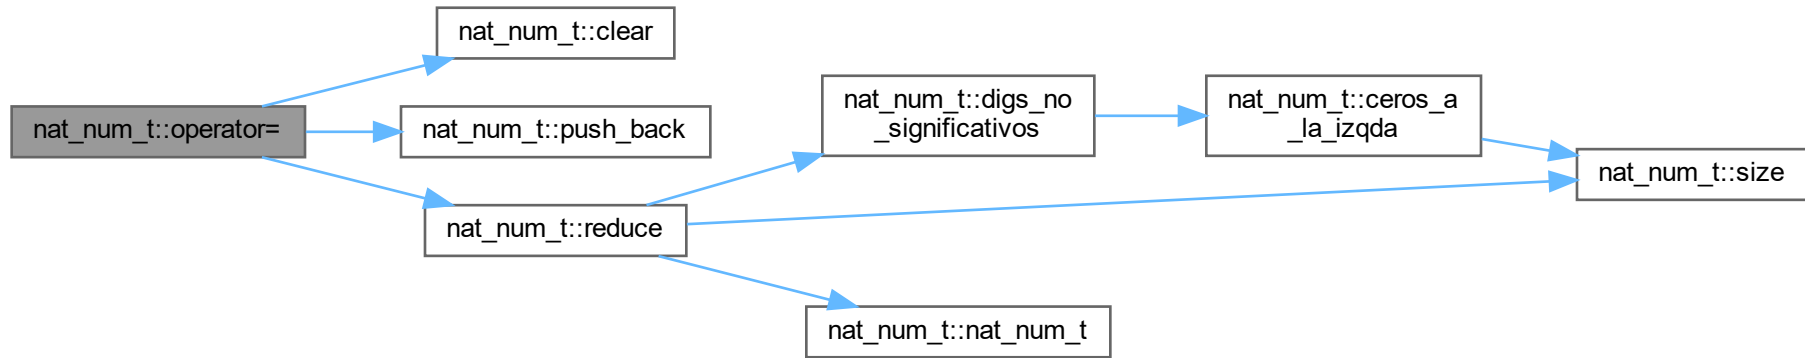 nat_num_t::operator=
nat_num_t::clear
nat_num_t::push_back
nat_num_t::reduce
nat_num_t::digs_no
_significativos
nat_num_t::ceros_a
_la_izqda
nat_num_t::size
nat_num_t::nat_num_t